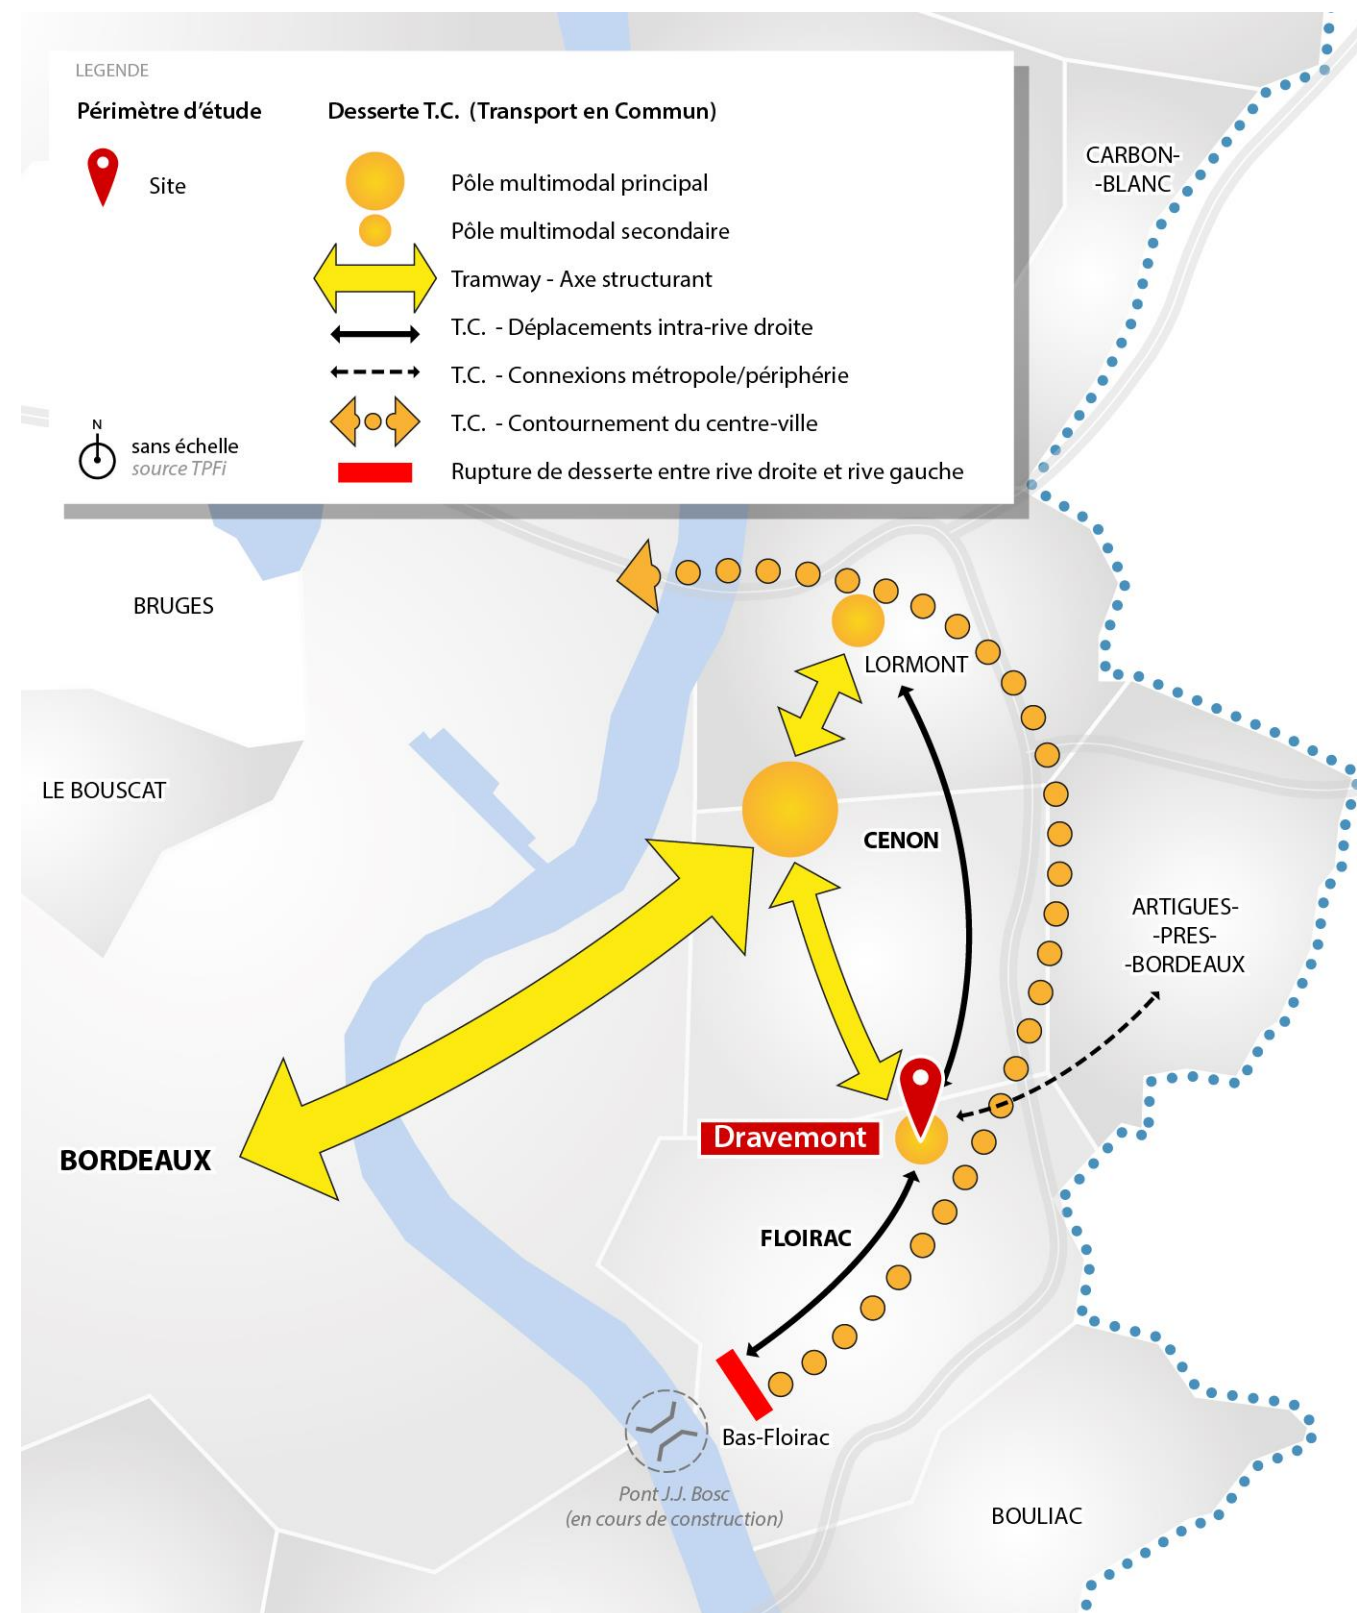 LEGENDE
Périmètre d'étude
Site
N
sans échelle
source TPFi
Desserte T.C. (Transport en Commun)
Pôle multimodal principal
Pôle multimodal secondaire
Tramway - Axe structurant
T.C. - Déplacements intra-rive droite
T.C. - Connexions métropole/périphérie
T.C. - Contournement du centre-ville
Rupture de desserte entre rive droite et rive gauche
CARBON-
-BLANC
BRUGES
LORMONT
LE BOUSCAT
CENON
ARTIGUES-
-PRES-
-BORDEAUX
Dravemont
BORDEAUX
FLOIRAC
Bas-Floirac
Pont J.J. Bosc
(en cours de construction)
BOULIAC